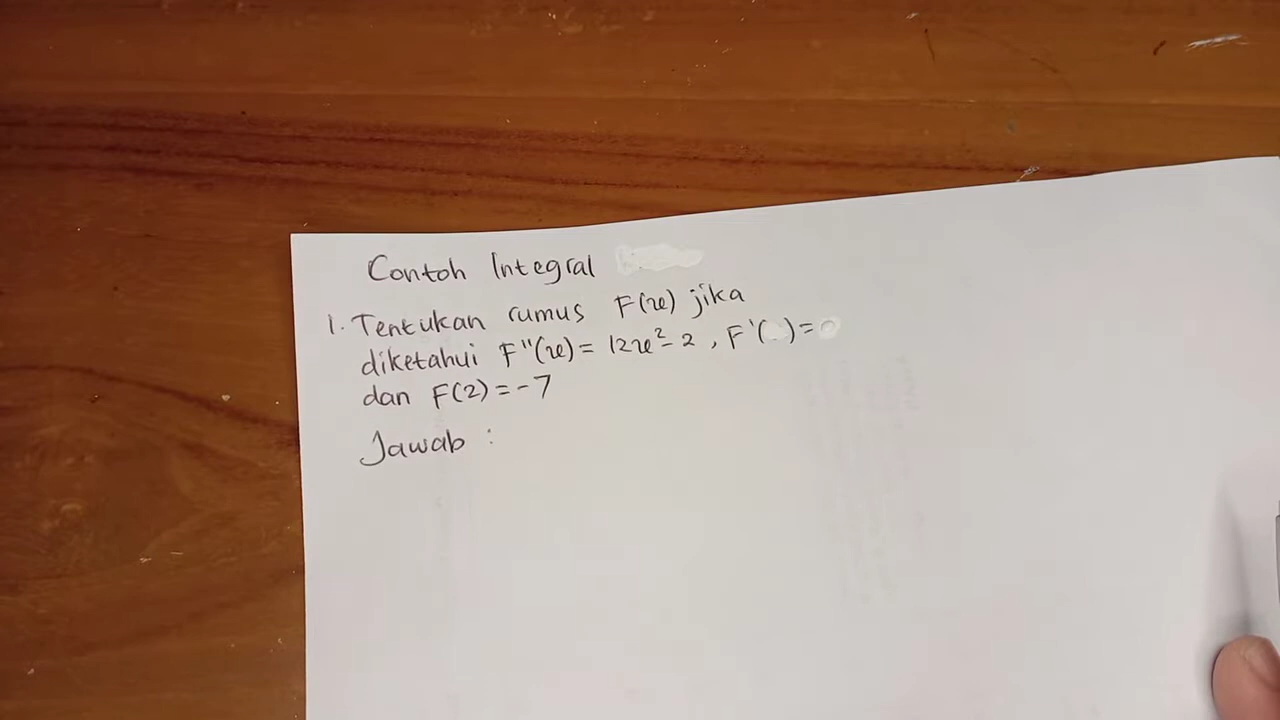 Contoh Integral
1. Tentukan rumus F(x) jika
diketahui F"(x) = 12x² - 2, F'( ) =
dan F(2) = -7
Jawab :